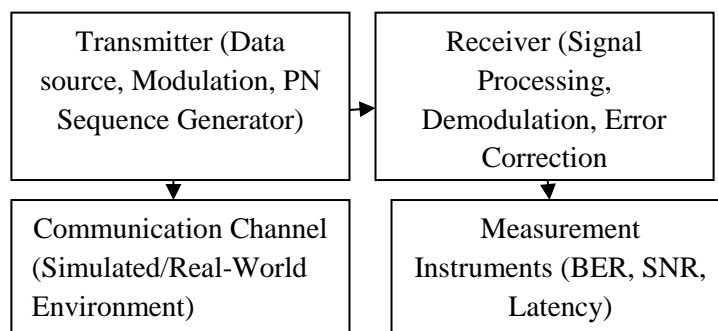 Transmitter (Data
source, Modulation, PN
Sequence Generator)
Receiver (Signal
Processing,
Demodulation, Error
Correction
Communication Channel
(Simulated/Real-World
Environment)
Measurement
Instruments (BER, SNR,
Latency)